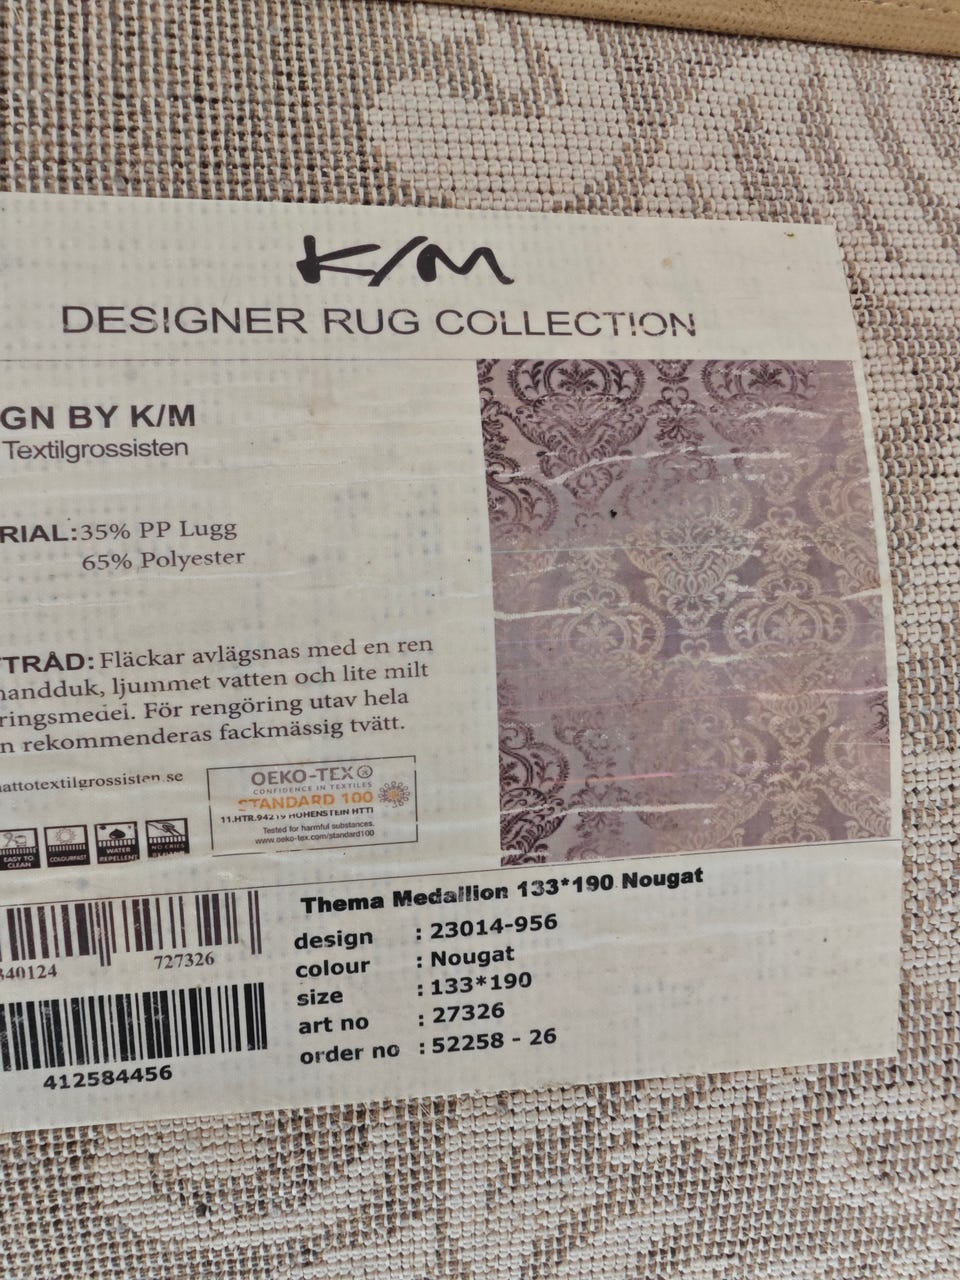 K/M
DESIGNER RUG COLLECTION
GN BY K/M
Textilgrossisten
RIAL: 35% PP Lugg
65% Polyester
TRÅD: Fläckar avlägsnas med en ren
handduk, ljummet vatten och lite milt
ringsmedel. För rengöring utav hela
n rekommenderas fackmässig tvätt.
attotextilgrossisten.se
OEKO-TEX®
CONFIDENCE IN TEXTILES
STANDARD 100
11.HTR.94219 HOHENSTEIN HTTI
Tested for harmful substances.
www.oeko-tex.com/standard100
EASY TO CLEAN
COLOURFAST
WATER REPELLENT
340124 727326
412584456
Thema Medallion 133*190 Nougat
design : 23014-956
colour : Nougat
size : 133*190
art no : 27326
order no : 52258 - 26